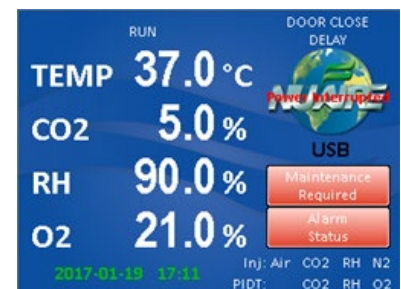 RUN
DOOR CLOSE
DELAY
TEMP 37.0 °C
NUAIRE
Power Interrupted
CO2 5.0 %
USB
RH 90.0 %
Maintenance
Required
O2 21.0 %
Alarm
Status
2017-01-19 17:11
Inj: Air CO2 RH N2
PIDT: CO2 RH O2